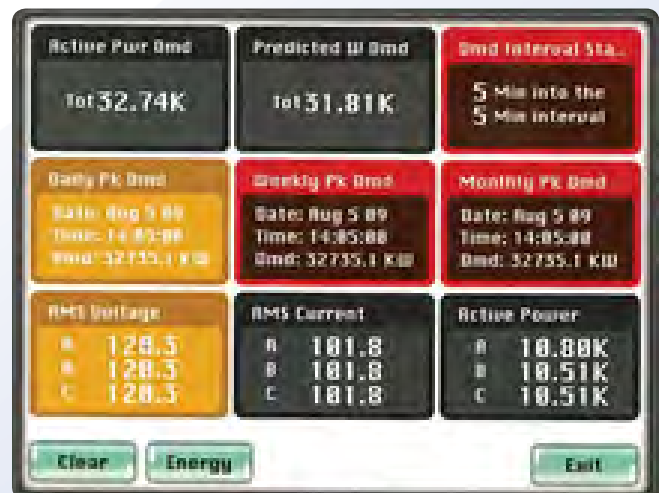 Active Pwr Dmd
Tot 32.74K
Predicted W Dmd
Tot 31.81K
Dmd Interval Sta..
5 Min into the
5 Min interval
Daily Pk Dmd
Date: Aug 5 09
Time: 14:05:00
Dmd: 32735.1 KW
Weekly Pk Dmd
Date: Aug 5 09
Time: 14:05:00
Dmd: 32735.1 KW
Monthly Pk Dmd
Date: Aug 5 09
Time: 14:05:00
Dmd: 32735.1 KW
RMS Voltage
A 120.3
B 120.3
C 120.3
RMS Current
A 101.8
B 101.8
C 101.8
Active Power
A 10.80K
B 10.51K
C 10.51K
Clear
Energy
Exit